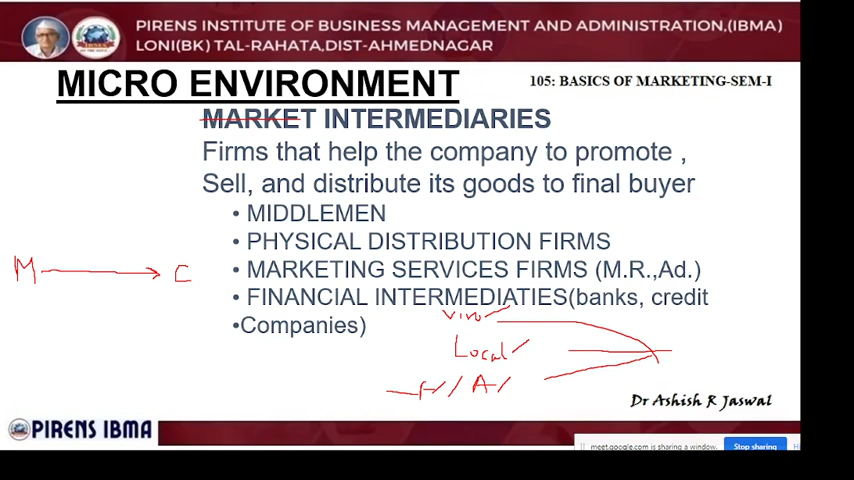 PIRENS INSTITUTE OF BUSINESS MANAGEMENT AND ADMINISTRATION,(IBMA)
LONI(BK) TAL-RAHATA,DIST-AHMEDNAGAR
MICRO ENVIRONMENT
105: BASICS OF MARKETING-SEM-I
MARKET INTERMEDIARIES
Firms that help the company to promote ,
Sell, and distribute its goods to final buyer
• MIDDLEMEN
• PHYSICAL DISTRIBUTION FIRMS
M C
• MARKETING SERVICES FIRMS (M.R.,Ad.)
• FINANCIAL INTERMEDIATIES(banks, credit
•Companies)
Local
A
Dr Ashish R Jaswal
PIRENS IBMA
meet.google.com is sharing a window.
Stop sharing